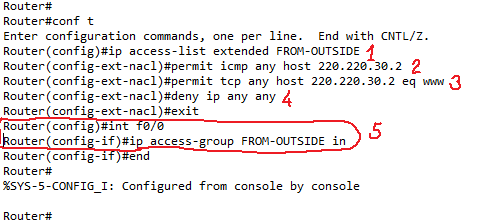 Router#
Router#conf t
Enter configuration commands, one per line.  End with CNTL/Z.
Router(config)#ip access-list extended FROM-OUTSIDE 1
Router(config-ext-nacl)#permit icmp any host 220.220.30.2 2
Router(config-ext-nacl)#permit tcp any host 220.220.30.2 eq www 3
Router(config-ext-nacl)#deny ip any any 4
Router(config-ext-nacl)#exit
Router(config)#int f0/0 5
Router(config-if)#ip access-group FROM-OUTSIDE in
Router(config-if)#end
Router#
%SYS-5-CONFIG_I: Configured from console by console
Router#